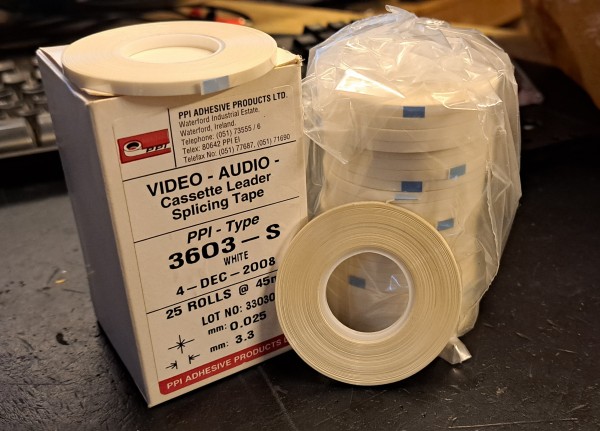 PPI ADHESIVE PRODUCTS LTD.
Waterford Industrial Estate,
Waterford, Ireland.
Telephone: (051) 73555 / 6
Telex: 80642 PPI EI
Telefax No: (051) 77687, (051) 71690
PPI
VIDEO - AUDIO -
Cassette Leader
Splicing Tape
PPI - Type
3603-S
WHITE
4-DEC-2008
25 ROLLS @ 45m
LOT NO: 33030
mm: 0.025
mm: 3.3
PPI ADHESIVE PRODUCTS